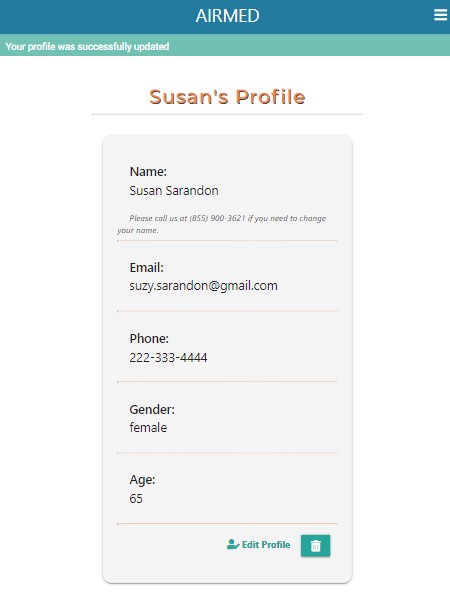 AIRMED
Your profile was successfully updated
Susan's Profile
Name:
Susan Sarandon
Please call us at (855) 900-3621 if you need to change
your name.
Email:
suzy.sarandon@gmail.com
Phone:
222-333-4444
Gender:
female
Age:
65
Edit Profile